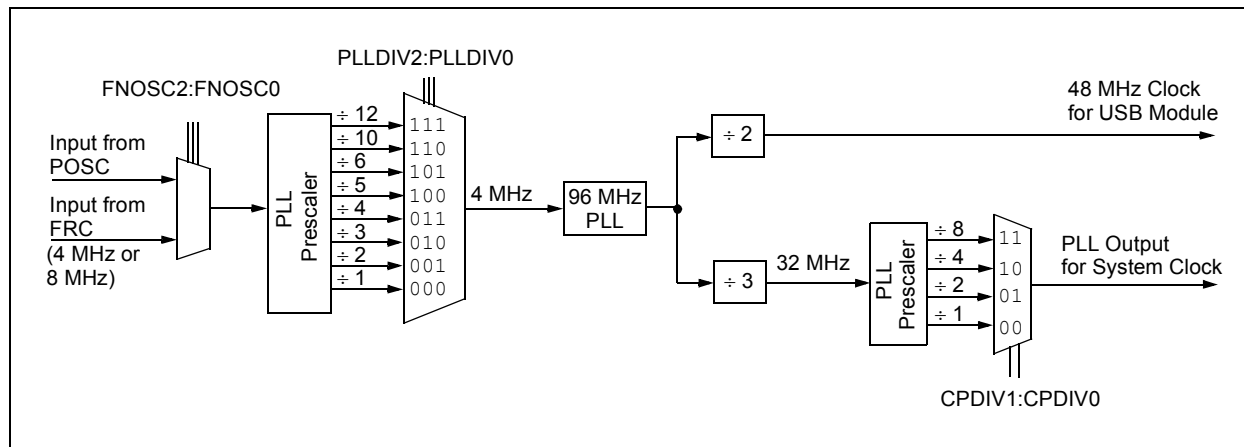 PLLDIV2:PLLDIV0
FNOSC2:FNOSC0
48 MHz Clock
for USB Module
Input from
POSC
Input from
FRC
(4 MHz or
8 MHz)
PLL
Prescaler
÷ 12
÷ 10
÷ 6
÷ 5
÷ 4
÷ 3
÷ 2
÷ 1
111
110
101
100
011
010
001
000
4 MHz
96 MHz
PLL
÷ 2
÷ 3
32 MHz
PLL
Prescaler
÷ 8
÷ 4
÷ 2
÷ 1
11
10
01
00
PLL Output
for System Clock
CPDIV1:CPDIV0